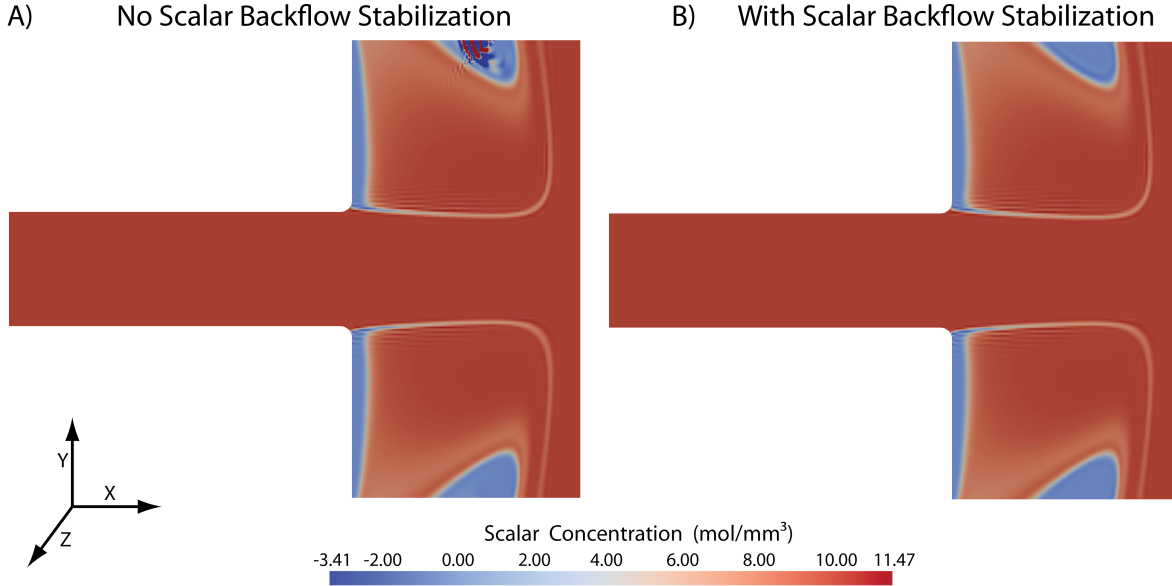 A) No Scalar Backflow Stabilization
B) With Scalar Backflow Stabilization
Y
X
Z
Scalar Concentration (mol/mm³)
-3.41 -2.00 0.00 2.00 4.00 6.00 8.00 10.00 11.47